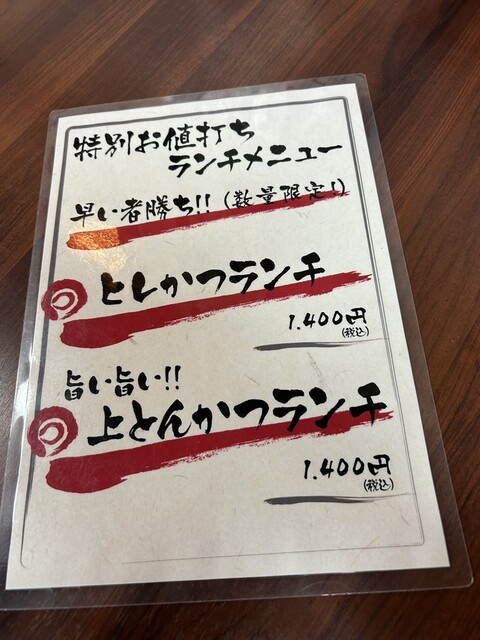 特別お値打ち
ランチメニュー
早い者勝ち!! (数量限定!)
としかつランチ
1.400円
(税込)
旨い旨い!!
上とんかつランチ
1.400円
(税込)